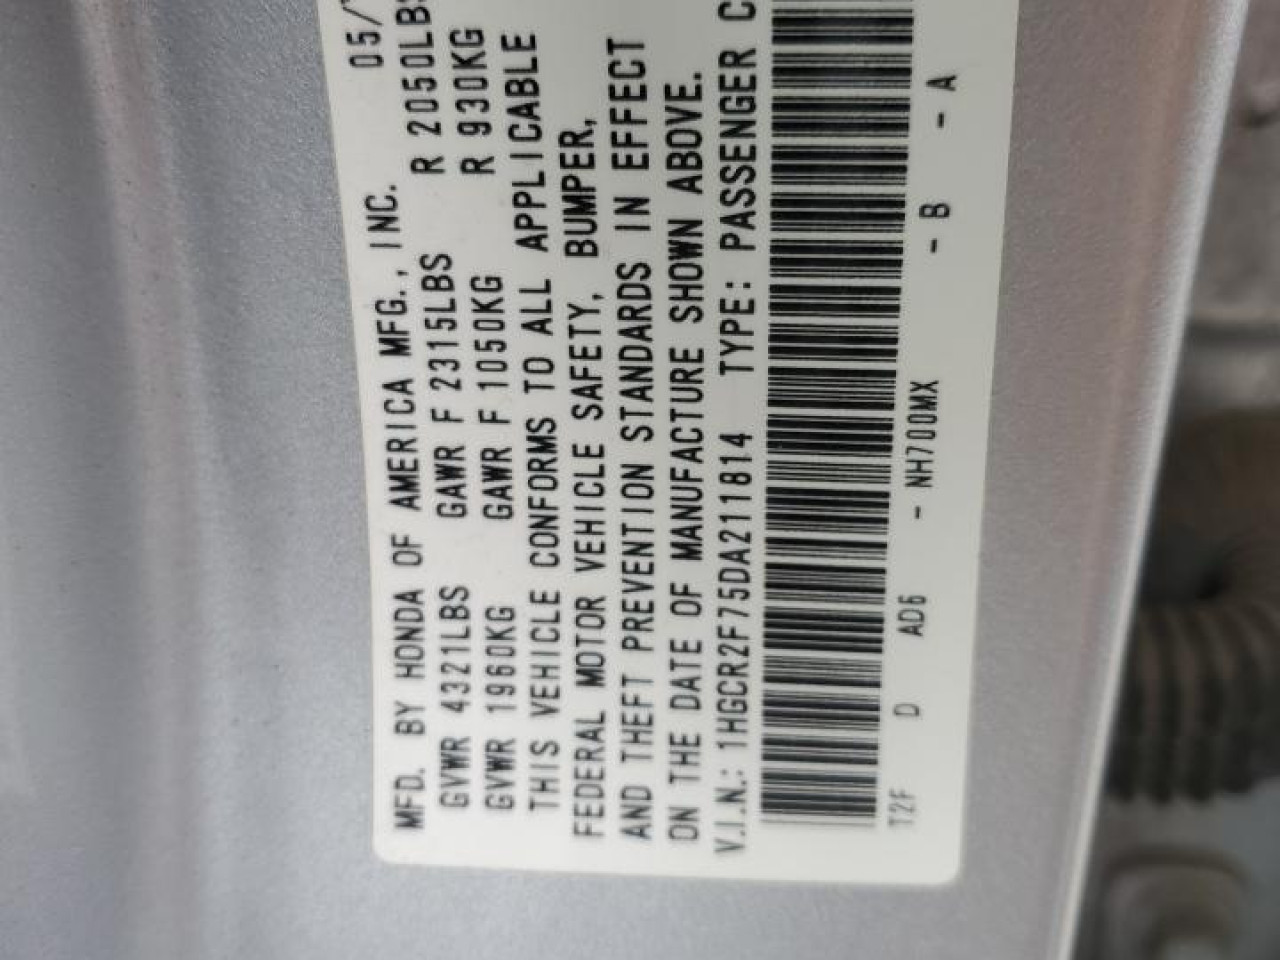 MFD. BY HONDA OF AMERICA MFG., INC. 05/
GVWR 4321LBS GAWR F 2315LBS R 2050LBS
GVWR 1960KG GAWR F 1050KG R 930KG
THIS VEHICLE CONFORMS TO ALL APPLICABLE
FEDERAL MOTOR VEHICLE SAFETY, BUMPER,
AND THEFT PREVENTION STANDARDS IN EFFECT
ON THE DATE OF MANUFACTURE SHOWN ABOVE.
V.I.N.: 1HGCR2F75DA211814 TYPE: PASSENGER C
T2F D AD6 - NH700MX - B - A